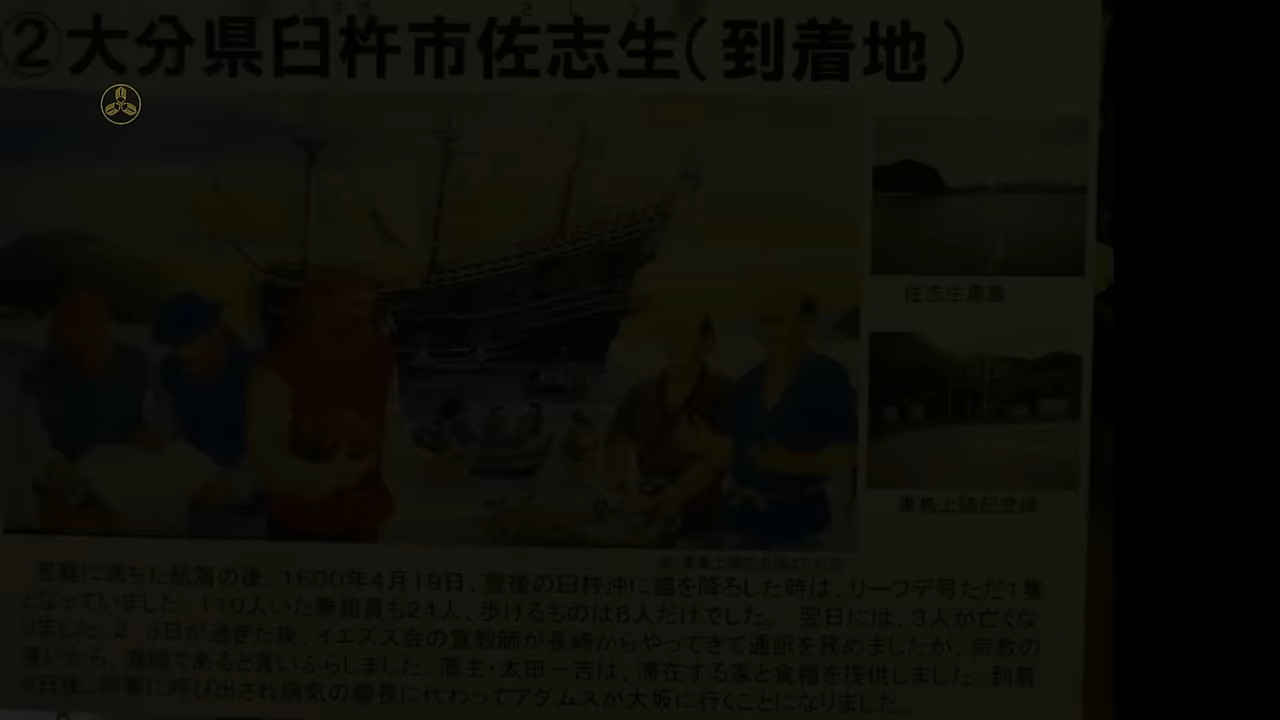 ②大分県臼杵市佐志生(到着地)
佐志生黒島
黒島上陸記念碑
苦難に満ちた航海の後、1600年4月19日、豊後の臼杵沖に錨を降ろした時は、リーフデ号ただ1隻
となっていました。110人いた乗組員も24人、歩けるものは6人だけでした。 翌日には、3人が亡くな
りました。2、3日が過ぎた後、イエズス会の宣教師が長崎からやってきて通訳を務めましたが、宗教の
違いから、海賊であると言いふらしました。藩主・太田一吉は、滞在する家と食糧を提供しました。到着
9日後、将軍に呼び出され病気の船長に代わってアダムスが大坂に行くことになりました。